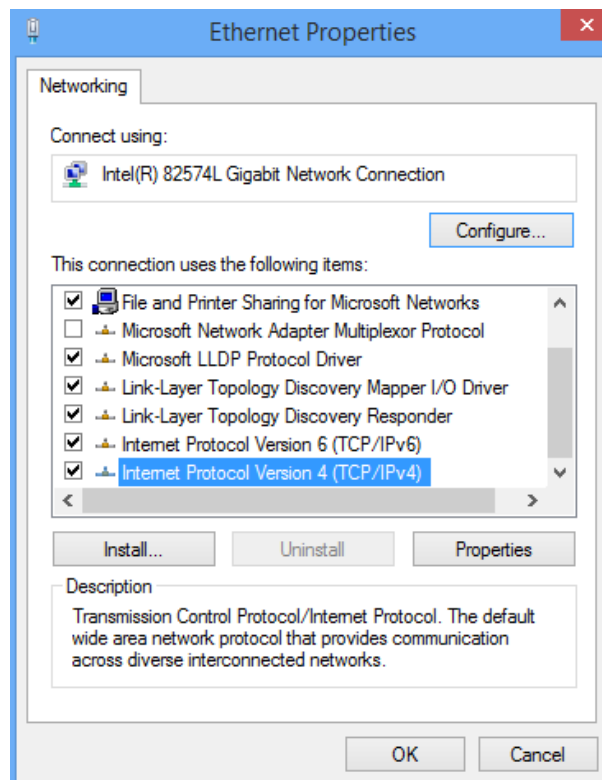 Ethernet Properties
Networking
Connect using:
Intel(R) 82574L Gigabit Network Connection
Configure...
This connection uses the following items:
File and Printer Sharing for Microsoft Networks
Microsoft Network Adapter Multiplexor Protocol
Microsoft LLDP Protocol Driver
Link-Layer Topology Discovery Mapper I/O Driver
Link-Layer Topology Discovery Responder
Internet Protocol Version 6 (TCP/IPv6)
Internet Protocol Version 4 (TCP/IPv4)
Install... Uninstall Properties
Description
Transmission Control Protocol/Internet Protocol. The default
wide area network protocol that provides communication
across diverse interconnected networks.
OK Cancel